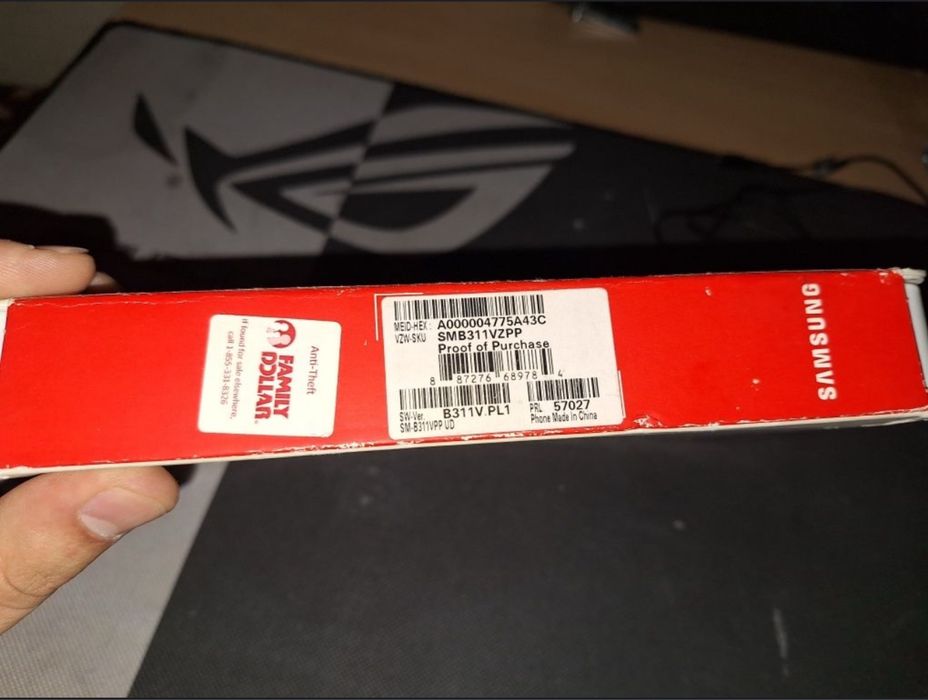 Anti-Theft
FAMILY
DOLLAR
If found for sale elsewhere,
call 1-855-331-8326
MEID-HEX: A000004775A43C
VZW-SKU SMB311VZPP
Proof of Purchase
8 87276 68978 4
SW-Ver. B311V.PL1
SM-B311VPP UD
PRL 57027
Phone Made in China
SAMSUNG